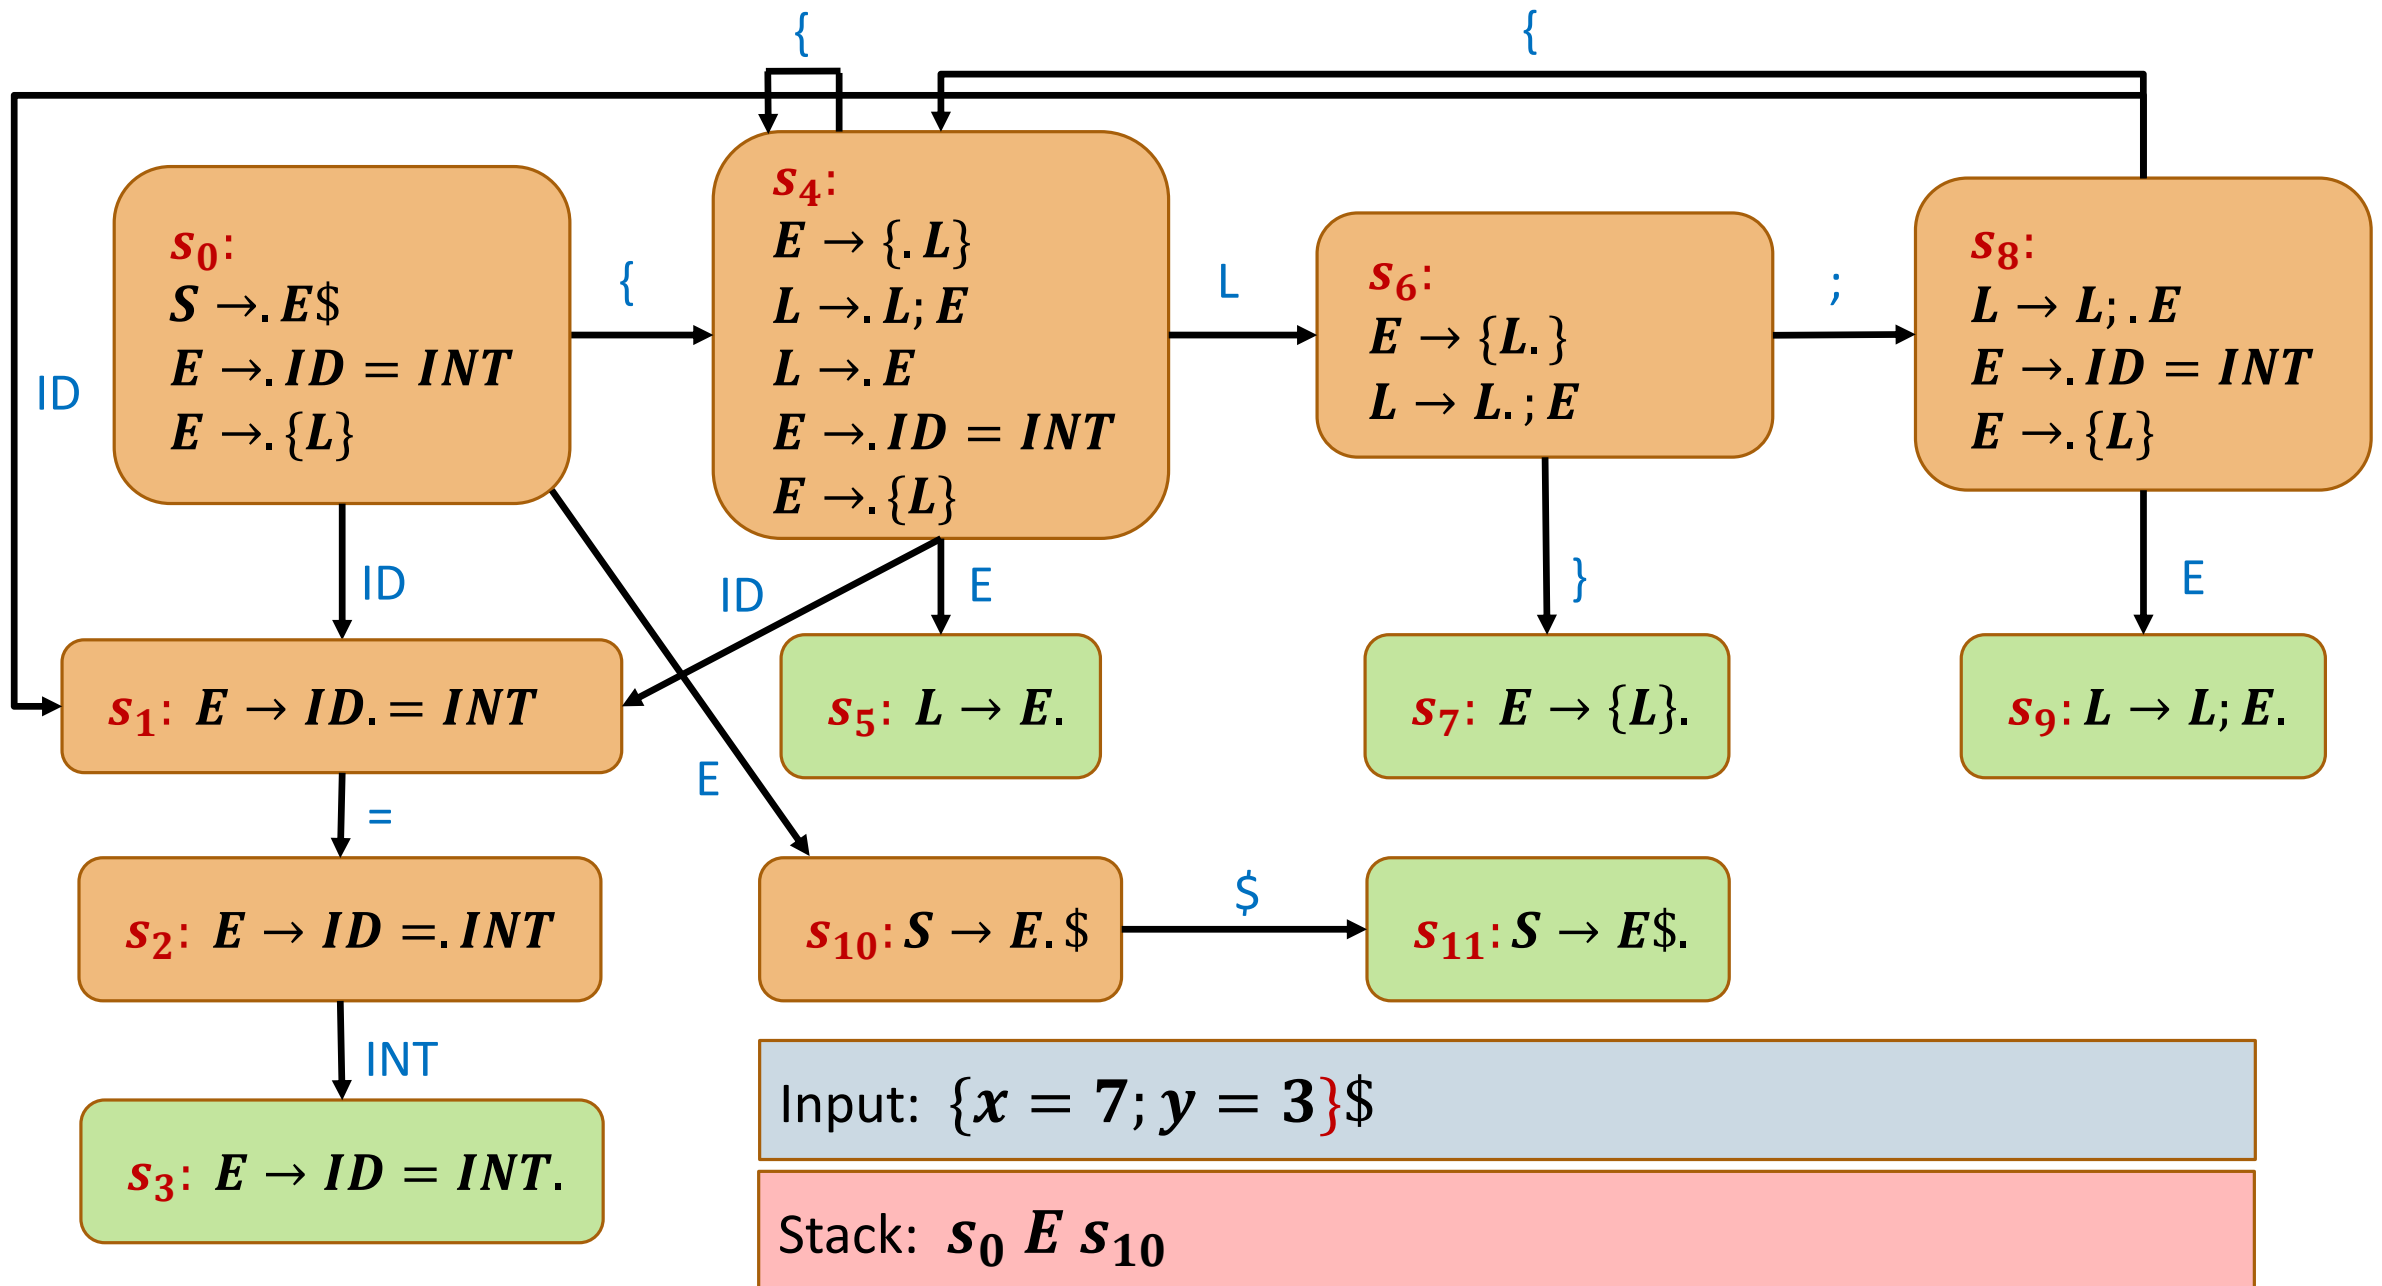 {
{
s₀:
S →. E$
E →. ID = INT
E →. {L}
{
s₄:
E → {. L}
L →. L; E
L →. E
E →. ID = INT
E →. {L}
L
s₆:
E → {L. }
L → L. ; E
;
s₈:
L → L; . E
E →. ID = INT
E →. {L}
ID
ID
ID
E
}
E
s₁: E → ID. = INT
s₅: L → E.
s₇: E → {L}.
s₉: L → L; E.
=
E
s₂: E → ID =. INT
s₁₀: S → E. $
$
s₁₁: S → E$.
INT
s₃: E → ID = INT.
Input: {x = 7; y = 3}$
Stack: s₀ E s₁₀